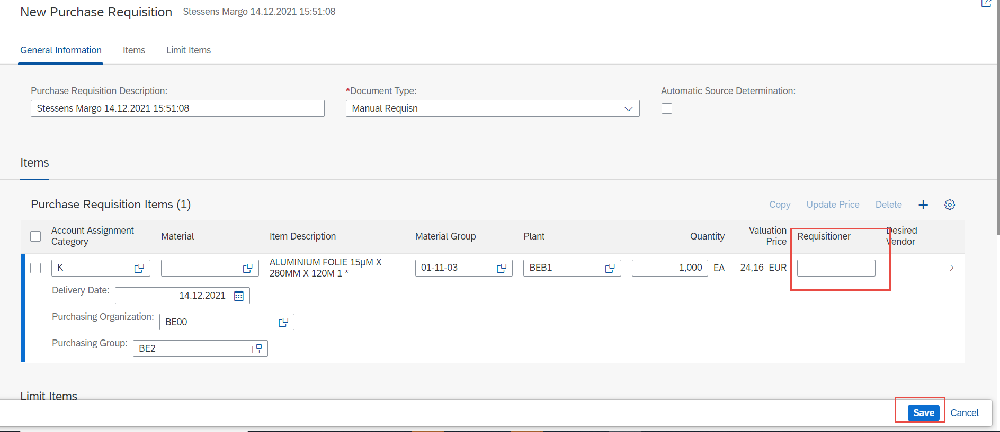 New Purchase Requisition Stessens Margo 14.12.2021 15:51:08
General Information Items Limit Items
Purchase Requisition Description: *Document Type: Automatic Source Determination:
Stessens Margo 14.12.2021 15:51:08 Manual Requisn
Items
Purchase Requisition Items (1) Copy Update Price Delete
Account Assignment Category Material Item Description Material Group Plant Quantity Valuation Price Requisitioner Desired Vendor
K ALUMINIUM FOLIE 15µM X 01-11-03 BEB1 1,000 EA 24,16 EUR
280MM X 120M 1 *
Delivery Date: 14.12.2021
Purchasing Organization: BE00
Purchasing Group: BE2
Limit Items
Save Cancel